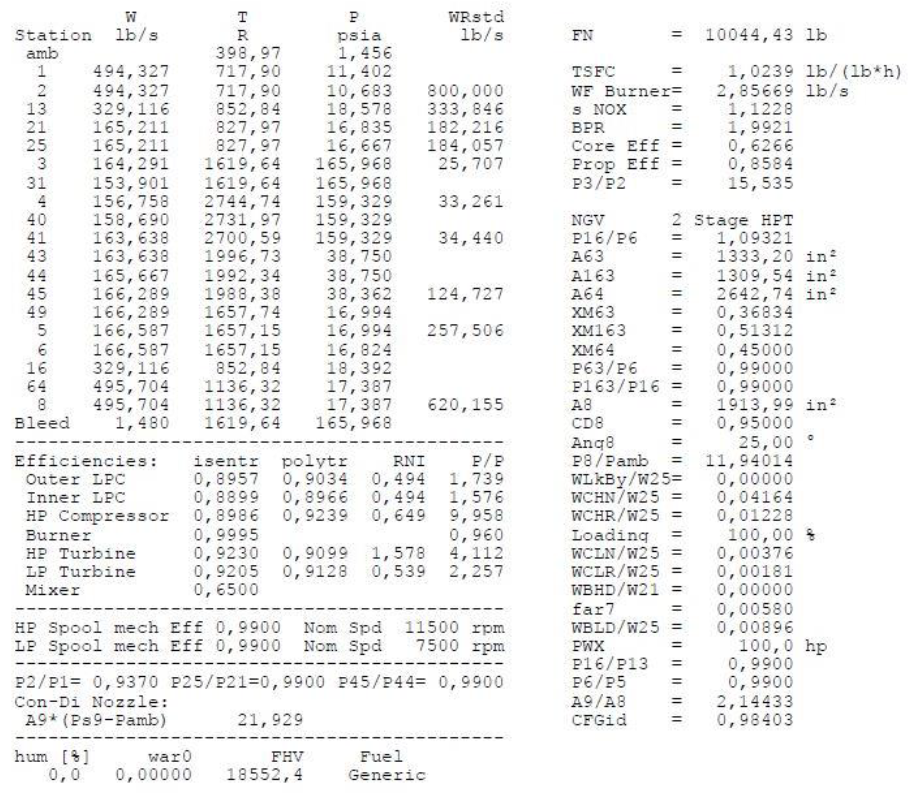 W T P WRstd
Station lb/s R psia lb/s FN = 10044,43 lb
amb 398,97 1,456
1 494,327 717,90 11,402 TSFC = 1,0239 lb/(lb*h)
2 494,327 717,90 10,683 800,000 WF Burner= 2,85669 lb/s
13 329,116 852,84 18,578 333,846 s NOX = 1,1228
21 165,211 827,97 16,835 182,216 BPR = 1,9921
25 165,211 827,97 16,667 184,057 Core Eff = 0,6266
3 164,291 1619,64 165,968 25,707 Prop Eff = 0,8584
31 153,901 1619,64 165,968 P3/P2 = 15,535
4 156,758 2744,74 159,329 33,261
40 158,690 2731,97 159,329 NGV 2 Stage HPT
41 163,638 2700,59 159,329 34,440 P16/P6 = 1,09321
43 163,638 1996,73 38,750 A63 = 1333,20 in²
44 165,667 1992,34 38,750 A163 = 1309,54 in²
45 166,289 1988,38 38,362 124,727 A64 = 2642,74 in²
49 166,289 1657,74 16,994 XM63 = 0,36834
5 166,587 1657,15 16,994 257,506 XM163 = 0,51312
6 166,587 1657,15 16,824 XM64 = 0,45000
16 329,116 852,84 18,392 P63/P6 = 0,99000
64 495,704 1136,32 17,387 P163/P16 = 0,99000
8 495,704 1136,32 17,387 620,155 A8 = 1913,99 in²
Bleed 1,480 1619,64 165,968 CD8 = 0,95000
Ang8 = 25,00 °
Efficiencies: isentr polytr RNI P/P P8/Pamb = 11,94014
Outer LPC 0,8957 0,9034 0,494 1,739 WLkBy/W25= 0,00000
Inner LPC 0,8899 0,8966 0,494 1,576 WCHN/W25 = 0,04164
HP Compressor 0,8986 0,9239 0,649 9,958 WCHR/W25 = 0,01228
Burner 0,9995 0,960 Loading = 100,00 %
HP Turbine 0,9230 0,9099 1,578 4,112 WCLN/W25 = 0,00376
LP Turbine 0,9205 0,9128 0,539 2,257 WCLR/W25 = 0,00181
Mixer 0,6500 WBHD/W21 = 0,00000
far7 = 0,00580
HP Spool mech Eff 0,9900 Nom Spd 11500 rpm WBLD/W25 = 0,00896
LP Spool mech Eff 0,9900 Nom Spd 7500 rpm PWX = 100,0 hp
P16/P13 = 0,9900
P2/P1= 0,9370 P25/P21=0,9900 P45/P44= 0,9900 P6/P5 = 0,9900
Con-Di Nozzle: A9/A8 = 2,14433
A9*(Ps9-Pamb) 21,929 CFGid = 0,98403
hum [%] war0 FHV Fuel
0,0 0,00000 18552,4 Generic